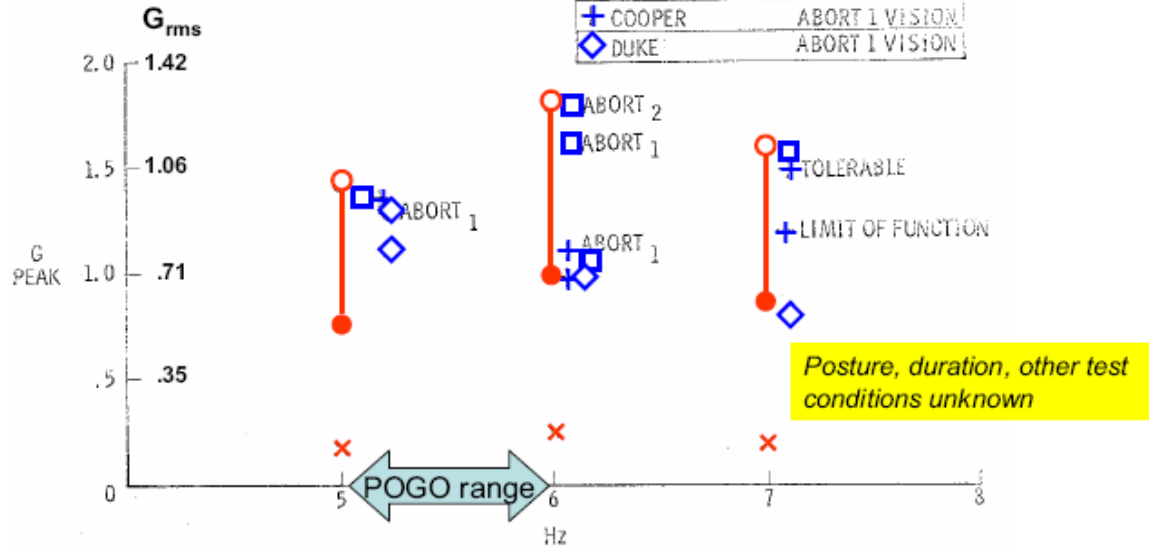 G_rms
+ COOPER ABORT 1 VISION
◇ DUKE ABORT 1 VISION
2.0 1.42
ABORT 2
ABORT 1
1.5 1.06
TOLERABLE
ABORT 1
LIMIT OF FUNCTION
ABORT 1
G
PEAK
1.0 .71
.5 .35
Posture, duration, other test
conditions unknown
0
POGO range
5 6 7 8
Hz